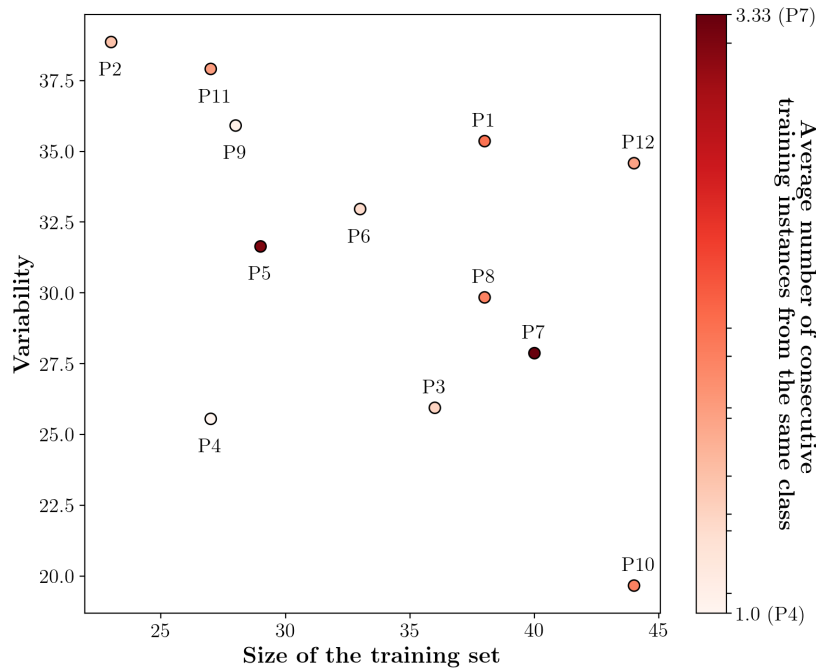 3.33 (P7)
P2
37.5
P11
P1
P12
35.0
P9
32.5
P6
P5
P8
30.0
P7
27.5
P3
25.0
P4
22.5
20.0
P10
1.0 (P4)
25
30
35
40
45
Size of the training set
Variability
Average number of consecutive
training instances from the same class